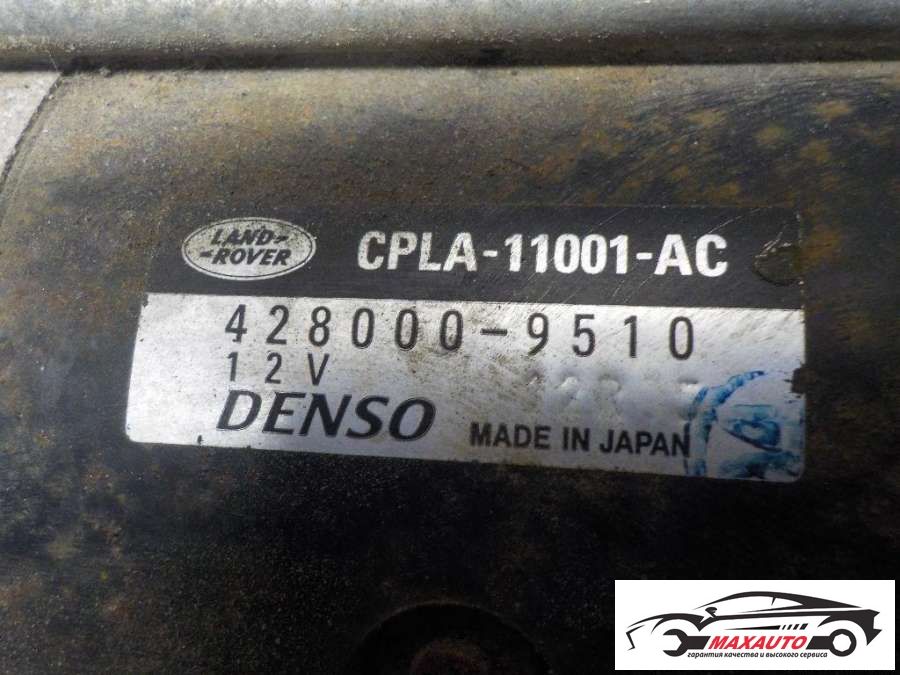 LAND-
-ROVER
CPLA-11001-AC
428000-9510
12V
DENSO
MADE IN JAPAN
MAXAUTO
гарантия качества и высокого сервиса